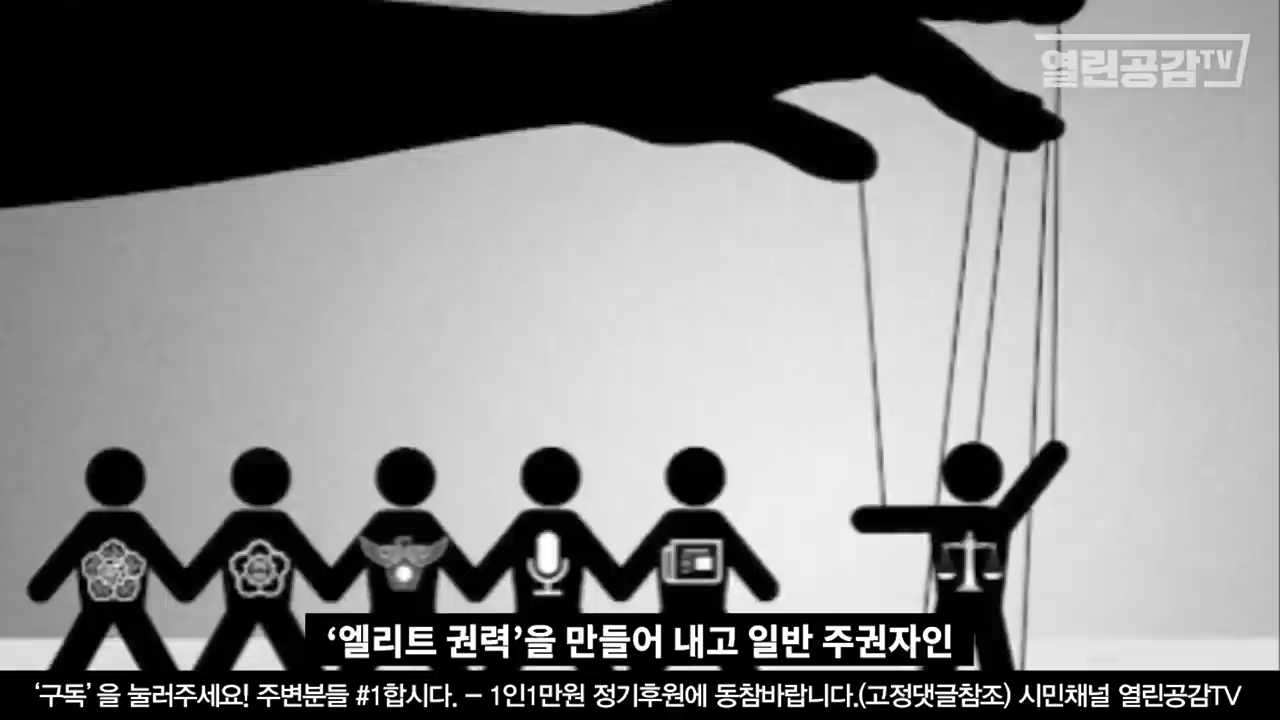 열린공감TV
‘엘리트 권력’을 만들어 내고 일반 주권자인
‘구독’ 을 눌러주세요! 주변분들 #1합시다. – 1인1만원 정기후원에 동참바랍니다.(고정댓글참조) 시민채널 열린공감TV